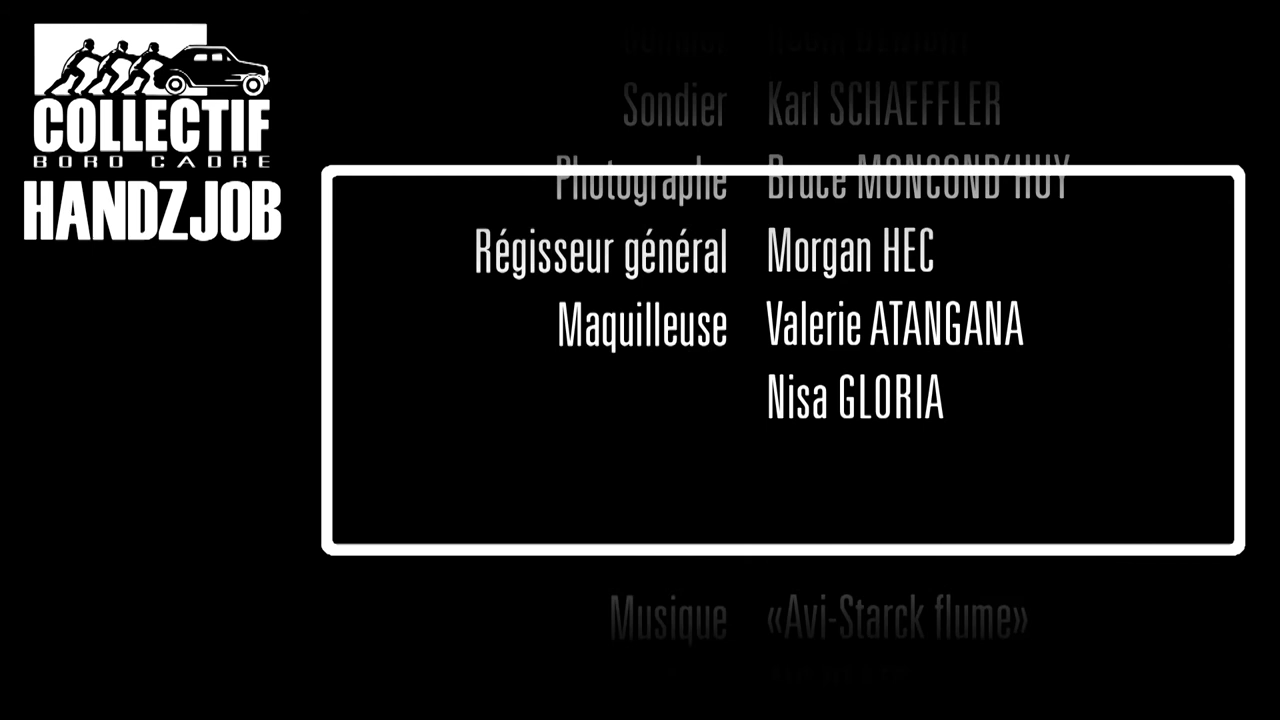 COLLECTIF
BORD CADRE
HANDZJOB
Sondier Karl SCHAEFFLER
Photographe Bruce MONCOND'HUY
Régisseur général Morgan HEC
Maquilleuse Valerie ATANGANA
Nisa GLORIA
Musique «Avi-Starck flume»